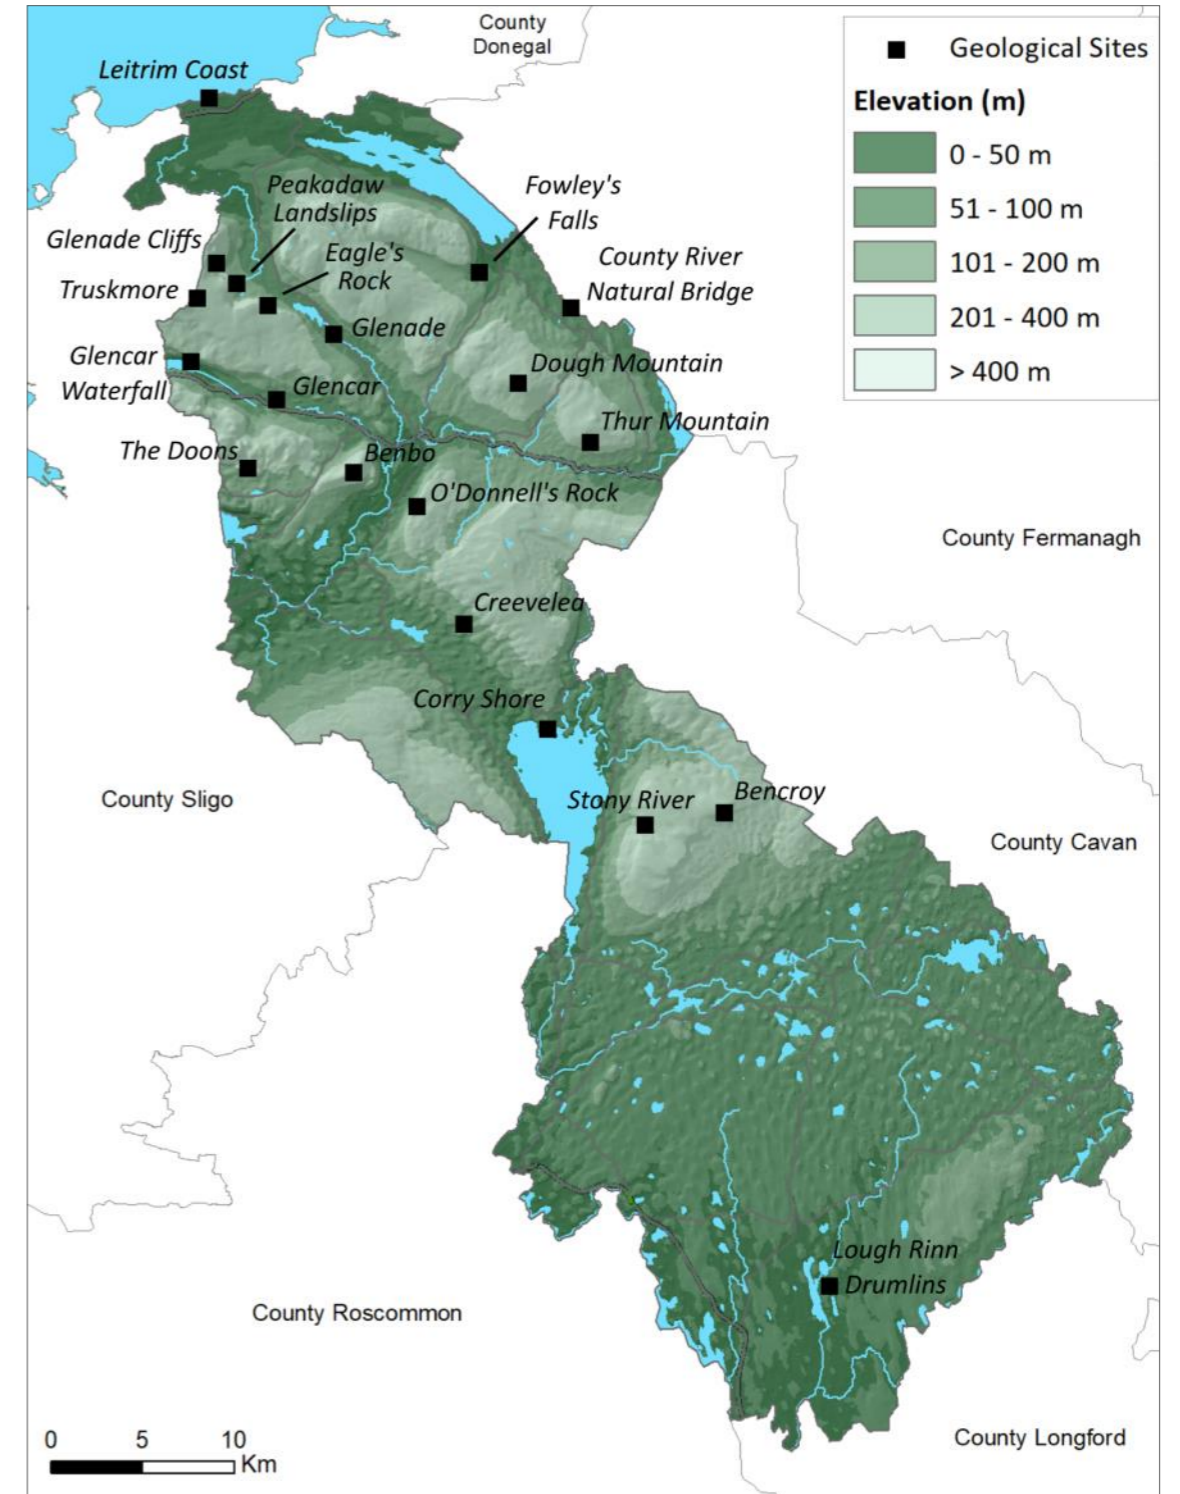 County
Donegal
Geological Sites
Elevation (m)
0 - 50 m
51 - 100 m
101 - 200 m
201 - 400 m
> 400 m
Leitrim Coast
Peakadaw
Landslips
Fowley's
Falls
Glenade Cliffs
Eagle's
Rock
County River
Natural Bridge
Truskmore
Glenade
Glencar
Waterfall
Dough Mountain
Glencar
Thur Mountain
The Doons
Benbo
O'Donnell's Rock
County Fermanagh
Creevelea
Corry Shore
County Sligo
Stony River
Bencroy
County Cavan
Lough Rinn
Drumlins
County Roscommon
County Longford
0 5 10
Km